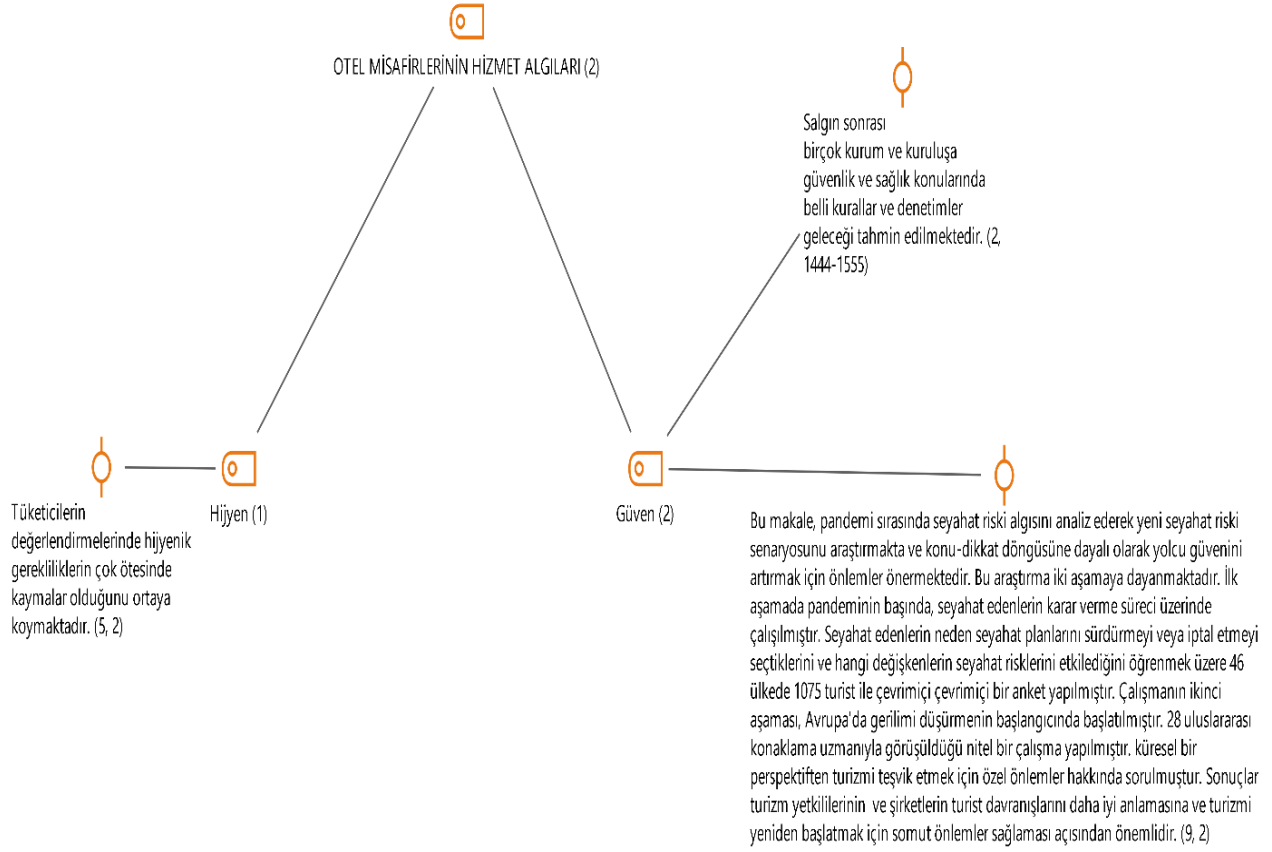 OTEL MİSAFİRLERİNİN HİZMET ALGILARI (2)
Salgın sonrası
birçok kurum ve kuruluşa
güvenlik ve sağlık konularında
belli kurallar ve denetimler
geleceği tahmin edilmektedir. (2,
1444-1555)
Tüketicilerin
değerlendirmelerinde hijyenik
gerekliliklerin çok ötesinde
kaymalar olduğunu ortaya
koymaktadır. (5, 2)
Hijyen (1)
Güven (2)
Bu makale, pandemi sırasında seyahat riski algısını analiz ederek yeni seyahat riski
senaryosunu araştırmakta ve konu-dikkat döngüsüne dayalı olarak yolcu güvenini
artırmak için önlemler önermektedir. Bu araştırma iki aşamaya dayanmaktadır. İlk
aşamada pandeminin başında, seyahat edenlerin karar verme süreci üzerinde
çalışılmıştır. Seyahat edenlerin neden seyahat planlarını sürdürmeyi veya iptal etmeyi
seçtiklerini ve hangi değişkenlerin seyahat risklerini etkilediğini öğrenmek üzere 46
ülkede 1075 turist ile çevrimiçi çevrimiçi bir anket yapılmıştır. Çalışmanın ikinci
aşaması, Avrupa'da gerilimi düşürmenin başlangıcında başlatılmıştır. 28 uluslararası
konaklama uzmanıyla görüşüldüğü nitel bir çalışma yapılmıştır. küresel bir
perspektiften turizmi teşvik etmek için özel önlemler hakkında sorulmuştur. Sonuçlar
turizm yetkililerinin ve şirketlerin turist davranışlarını daha iyi anlamasına ve turizmi
yeniden başlatmak için somut önlemler sağlaması açısından önemlidir. (9, 2)